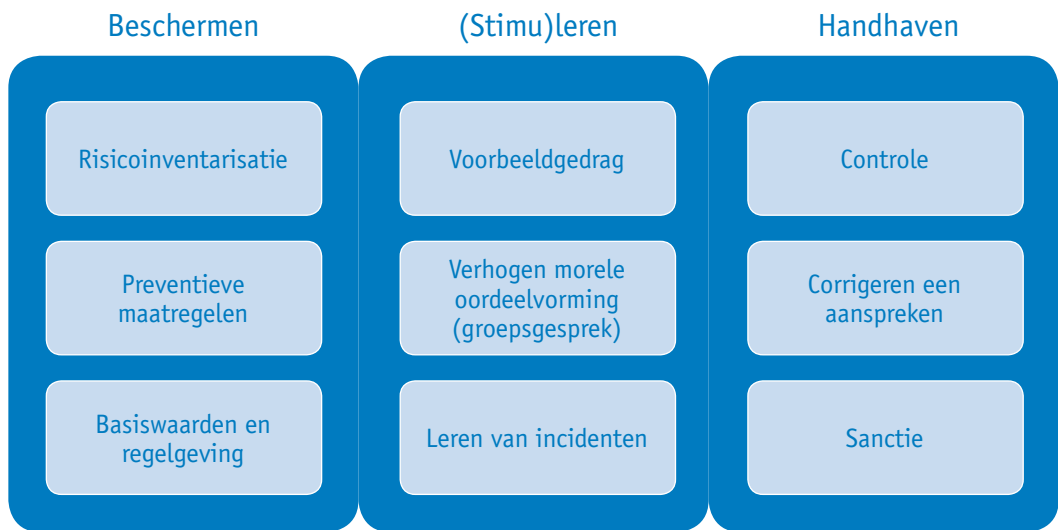 Beschermen
Risicoinventarisatie
Preventieve
maatregelen
Basiswaarden en
regelgeving
(Stimu)leren
Voorbeeldgedrag
Verhogen morele
oordeelvorming
(groepsgesprek)
Leren van incidenten
Handhaven
Controle
Corrigeren een
aanspreken
Sanctie